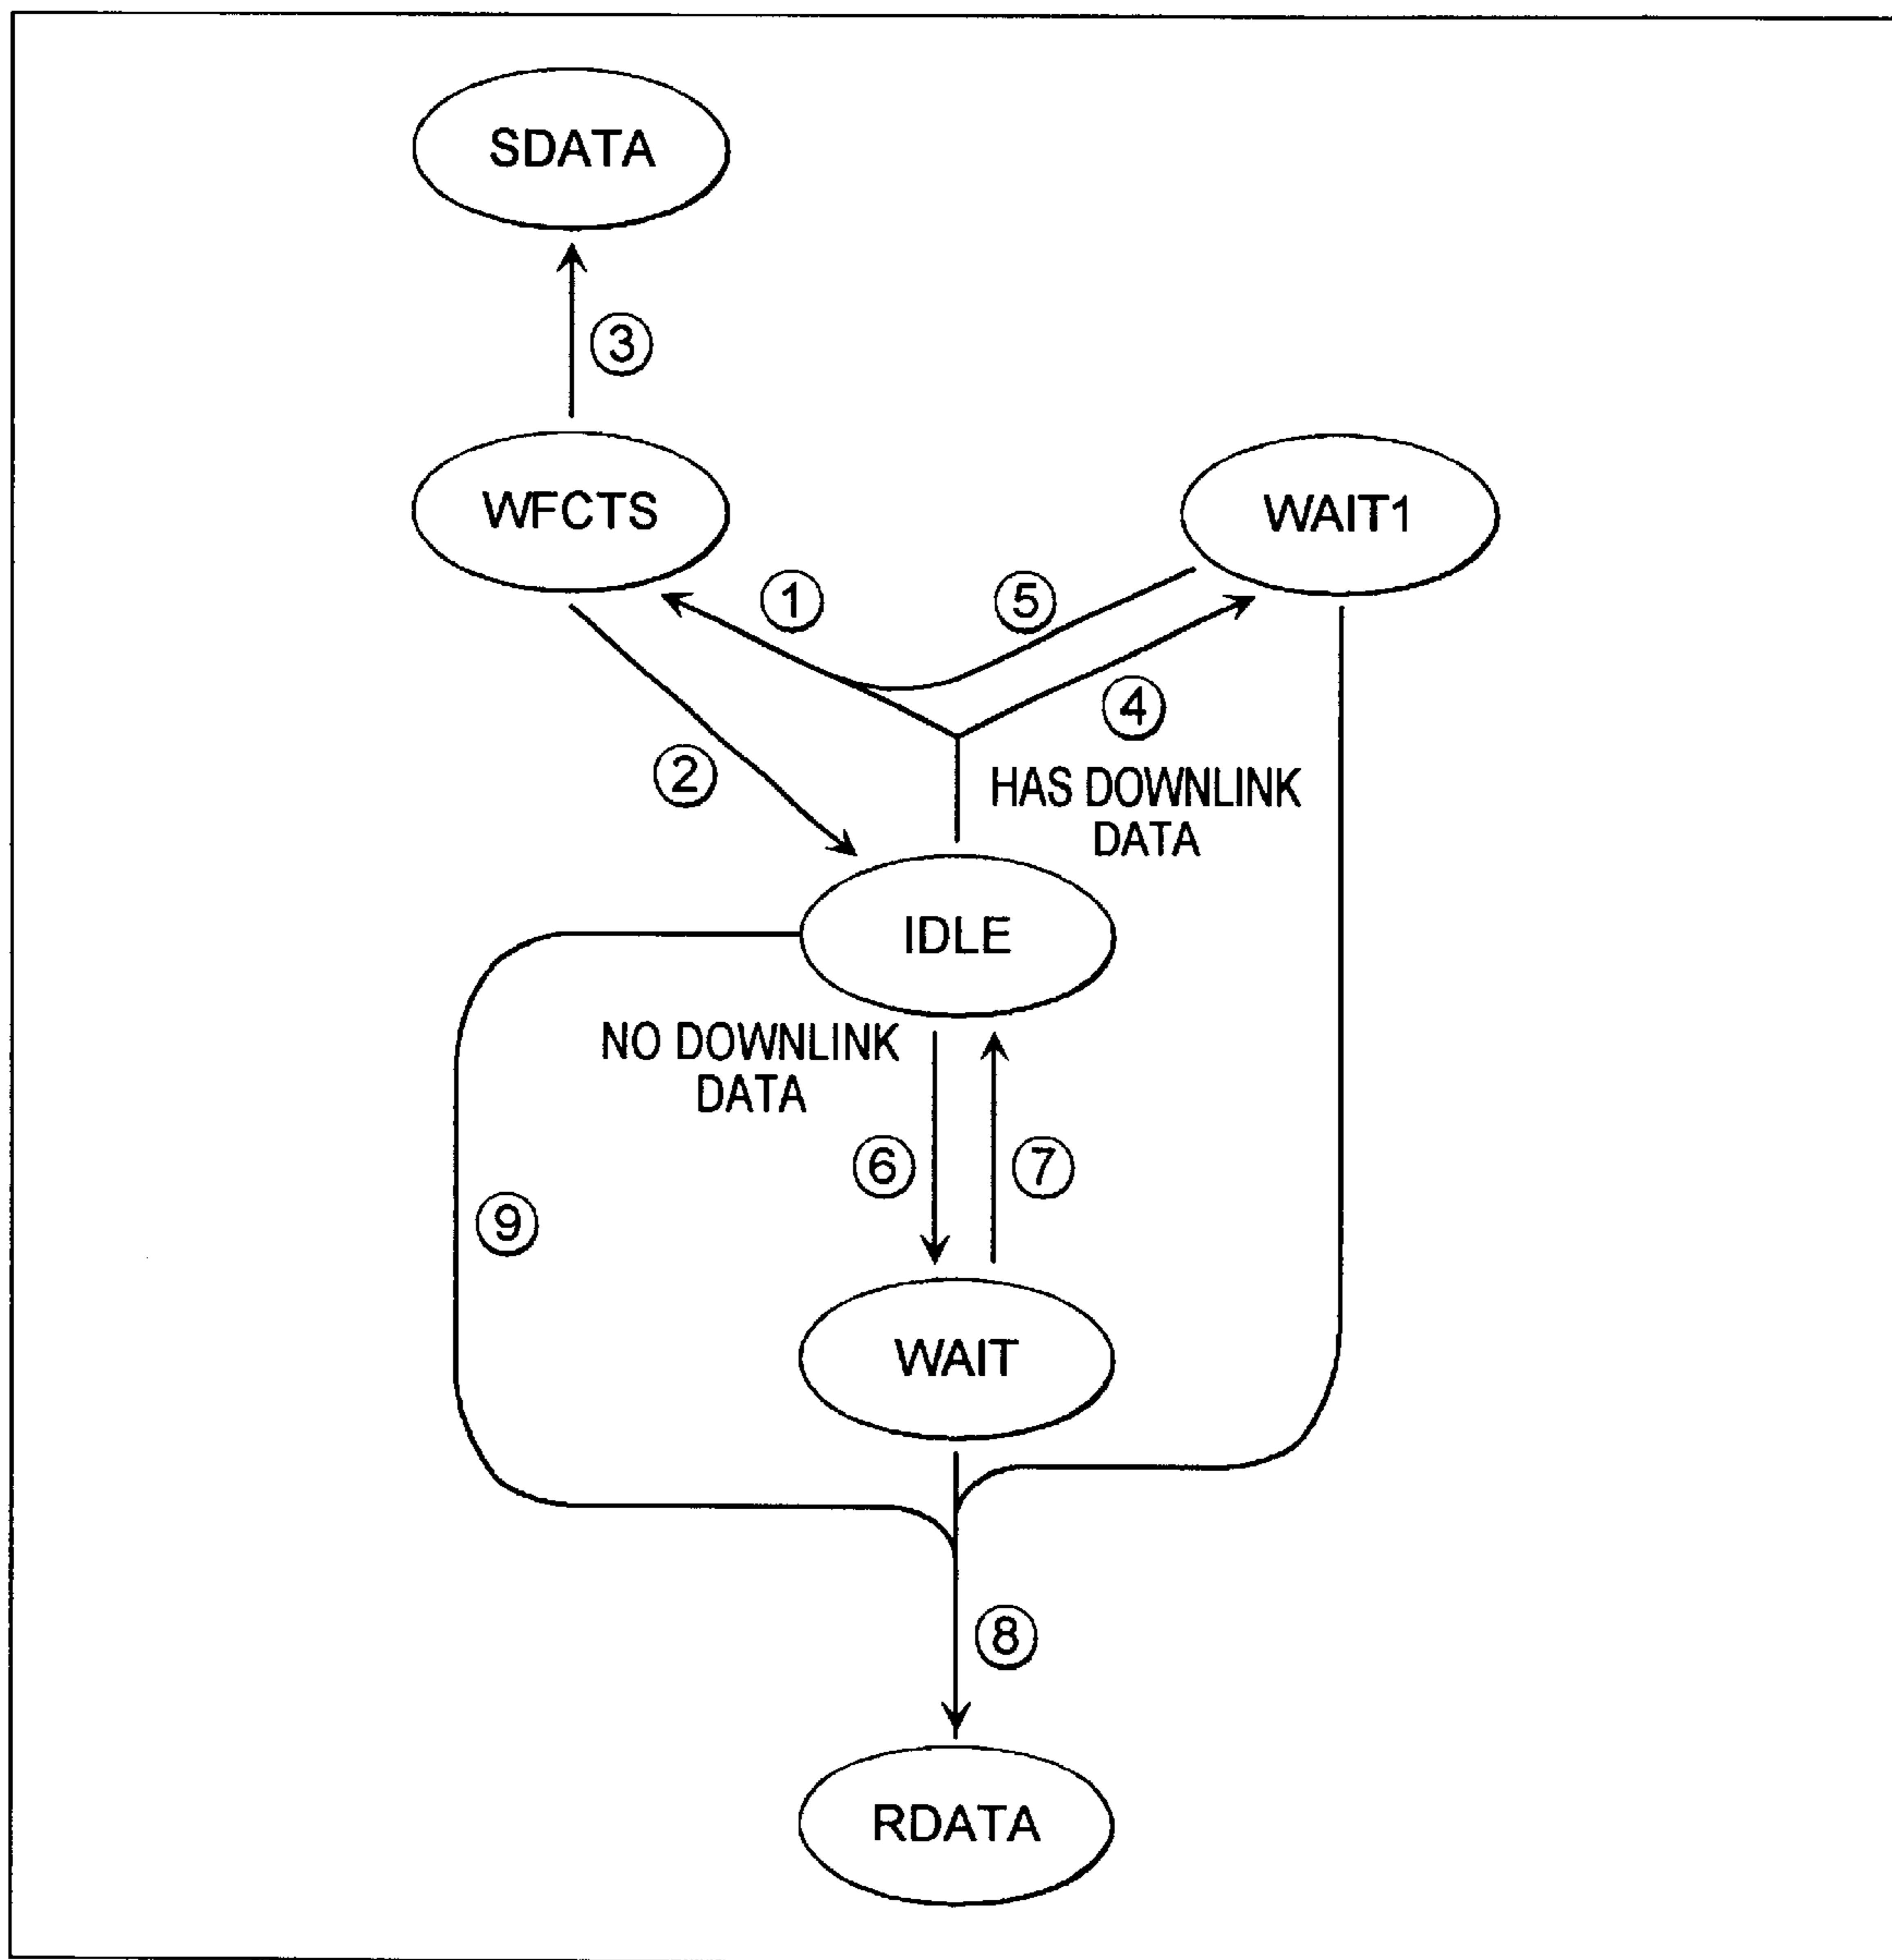 SDATA
③
WFCTS
WAIT1
①
⑤
④
②
HAS DOWNLINK
DATA
IDLE
NO DOWNLINK
DATA
⑥
⑦
⑨
WAIT
⑧
RDATA